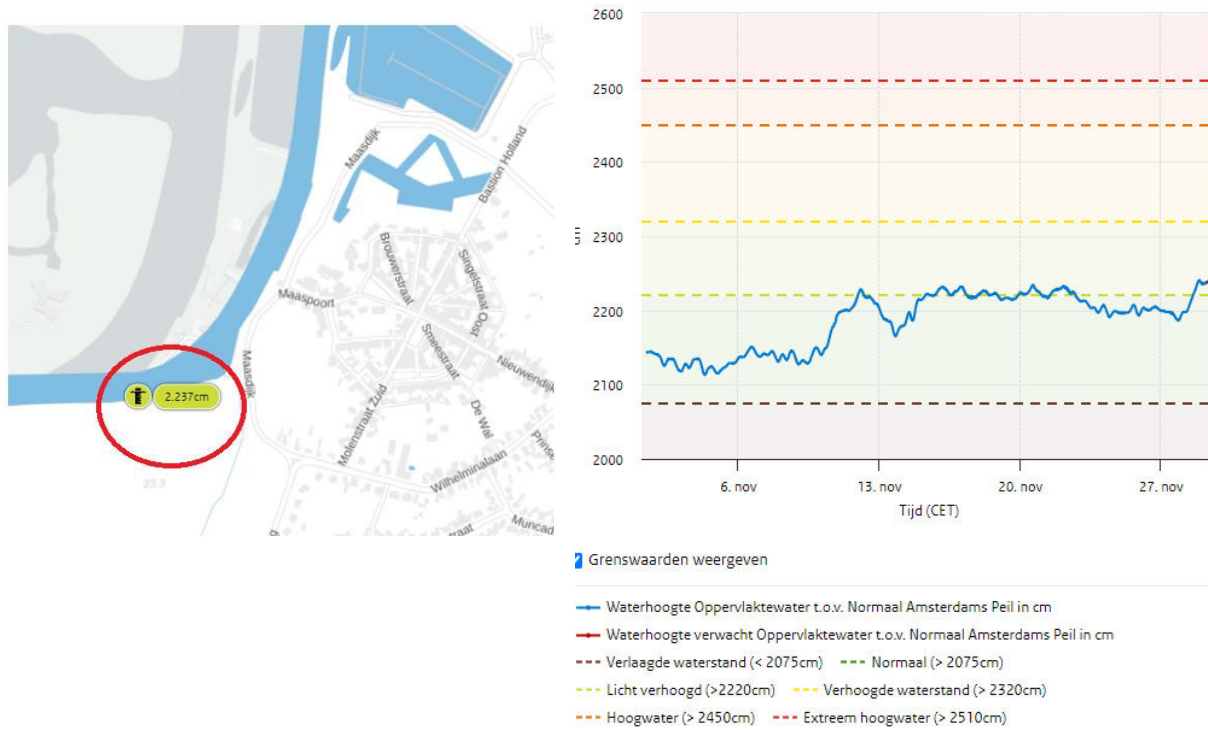 Maasdijk
Bastion Holland
Brouwerstraat
Singelstraat Oost
Maaspoort
Smeestraat
Nieuwendijk
Maasdijk
2.237cm
Molenstraat Zuid
De Wal
Wilhelminalaan
23.3
2600
2500
2400
2300
2200
2100
2000
cm
6. nov 13. nov 20. nov 27. nov
Tijd (CET)
Grenswaarden weergeven
Waterhoogte Oppervlaktewater t.o.v. Normaal Amsterdams Peil in cm
Waterhoogte verwacht Oppervlaktewater t.o.v. Normaal Amsterdams Peil in cm
Verlaagde waterstand (< 2075cm) Normaal (> 2075cm)
Licht verhoogd (>2220cm) Verhoogde waterstand (> 2320cm)
Hoogwater (> 2450cm) Extreem hoogwater (> 2510cm)